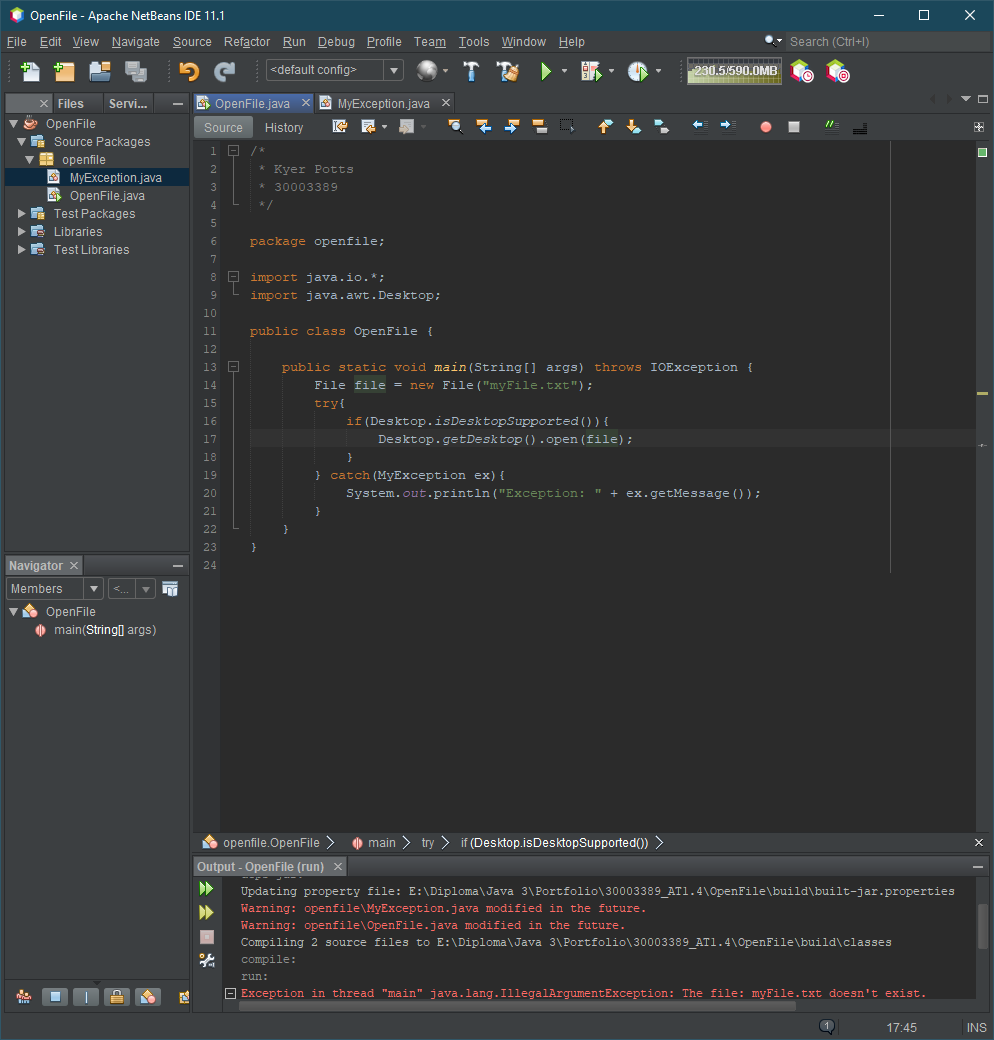 OpenFile - Apache NetBeans IDE 11.1
File Edit View Navigate Source Refactor Run Debug Profile Team Tools Window Help
Search (Ctrl+I)
<default config>
230.5/590.0MB
Files Servi...
OpenFile.java
MyException.java
OpenFile
Source Packages
openfile
MyException.java
OpenFile.java
Test Packages
Libraries
Test Libraries
Source History
1 /*
2 * Kyer Potts
3 * 30003389
4 */
5
6 package openfile;
7
8 import java.io.*;
9 import java.awt.Desktop;
10
11 public class OpenFile {
12
13 public static void main(String[] args) throws IOException {
14 File file = new File("myFile.txt");
15 try{
16 if(Desktop.isDesktopSupported()){
17 Desktop.getDesktop().open(file);
18 }
19 } catch(MyException ex){
20 System.out.println("Exception: " + ex.getMessage());
21 }
22 }
23 }
24
Navigator
Members <...
OpenFile
main(String[] args)
openfile.OpenFile main try if (Desktop.isDesktopSupported())
Output - OpenFile (run)
Updating property file: E:\Diploma\Java 3\Portfolio\30003389_AT1.4\OpenFile\build\built-jar.properties
Warning: openfile\MyException.java modified in the future.
Warning: openfile\OpenFile.java modified in the future.
Compiling 2 source files to E:\Diploma\Java 3\Portfolio\30003389_AT1.4\OpenFile\build\classes
compile:
run:
Exception in thread "main" java.lang.IllegalArgumentException: The file: myFile.txt doesn't exist.
1
17:45
INS